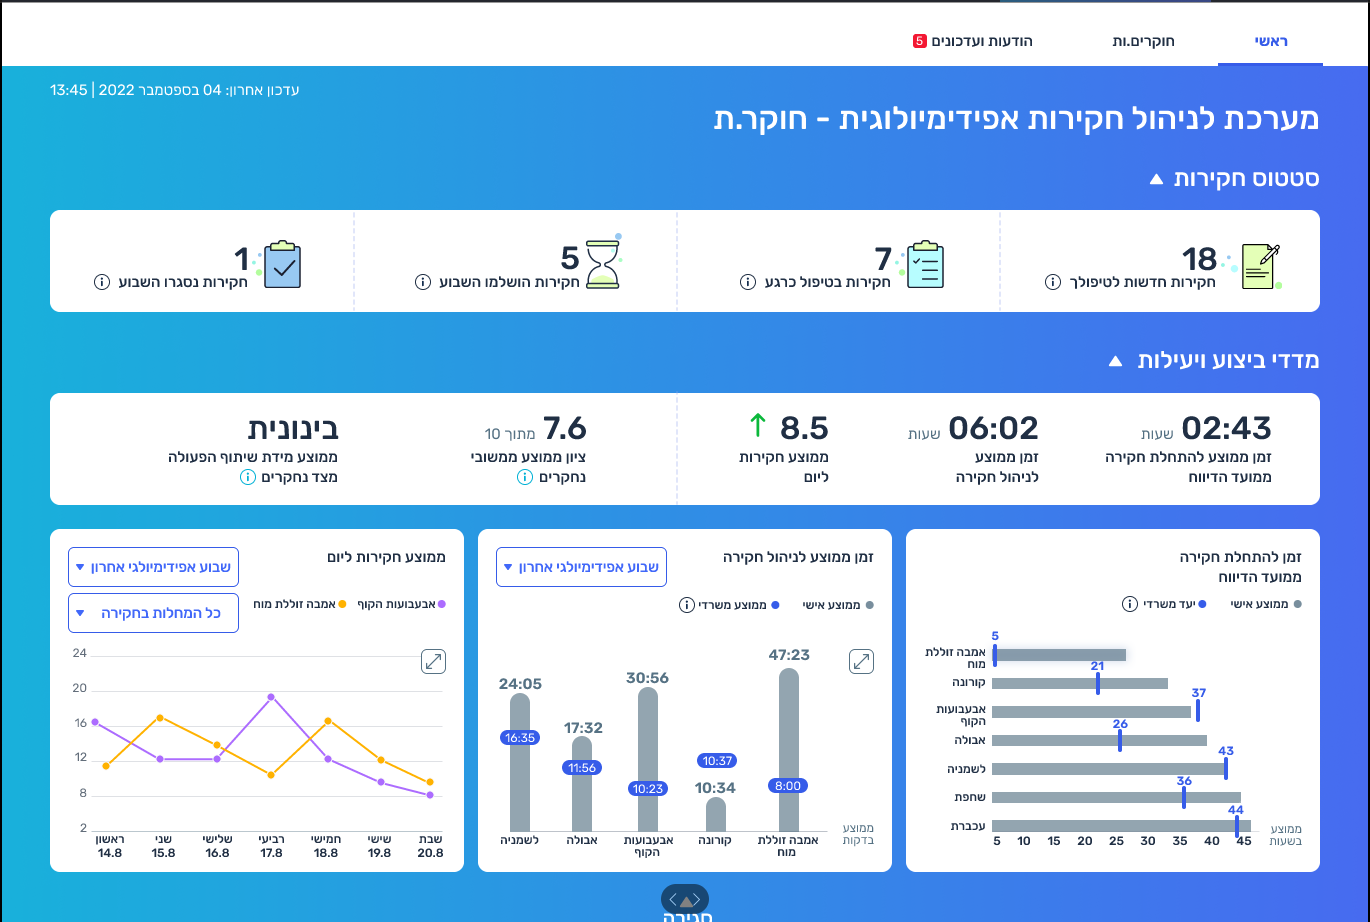 ראשי
חוקרים.ות
הודעות ועדכונים 5
עדכון אחרון: 04 בספטמבר 2022 | 13:45
מערכת לניהול חקירות אפידימיולוגית - חוקר.ת
סטטוס חקירות
18
חקירות חדשות לטיפולך
7
חקירות בטיפול כרגע
5
חקירות הושלמו השבוע
1
חקירות בסגרו השבוע
מדדי ביצוע ויעילות
02:43 שעות
זמן ממוצע להתחלת חקירה
ממועד הדיווח
06:02 שעות
זמן ממוצע
לניהול חקירה
8.5
ממוצע חקירות
ליום
7.6 מתוך 10
ציון ממוצע ממשובי
נחקרים
בינונית
ממוצע מידת שיתוף הפעולה
מצד נחקרים
זמן להתחלת חקירה
ממועד הדיווח
ממוצע אישי
יעד משרדי
5
אמבה זוללת
מוח
21
קורונה
37
אבעבועות
הקוף
26
אבולה
43
לשמניה
36
שחפת
44
עכברת
5 10 15 20 25 30 35 40 45
ממוצע
בשעות
זמן ממוצע לניהול חקירה
שבוע אפידימיולגי אחרון
ממוצע אישי
ממוצע משרדי
47:23
8:00
10:37
10:34
30:56
10:23
17:32
11:56
24:05
16:35
ממוצע
בדקות
אמבה זוללת
מוח
קורונה
אבעבועות
הקוף
אבולה
לשמניה
ממוצע חקירות ליום
שבוע אפידימיולגי אחרון
כל המחלות בחקירה
אבעבועות הקוף
אמבה זוללת מוח
24
20
16
12
8
2
ראשון
14.8
שני
15.8
שלישי
16.8
רביעי
17.8
חמישי
18.8
שישי
19.8
שבת
20.8